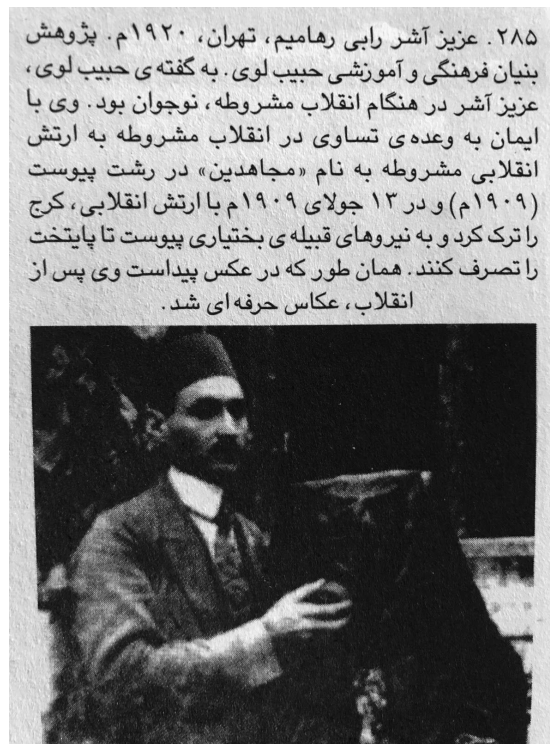 ۲۸۵. عزیز آشر رابی رهامیم، تهران، ۱۹۲۰م. پژوهش
بنیان فرهنگی و آموزشی حبیب لوی. به گفته ی حبیب لوی،
عزیز آشر در هنگام انقلاب مشروطه، نوجوان بود. وی با
ایمان به وعده ی تساوی در انقلاب مشروطه به ارتش
انقلابی مشروطه به نام «مجاهدین» در رشت پیوست
(۱۹۰۹م) و در ۱۳ جولای ۱۹۰۹م با ارتش انقلابی، کرج
را ترک کرد و به نیروهای قبیله ی بختیاری پیوست تا پایتخت
را تصرف کنند. همان طور که در عکس پیداست وی پس از
انقلاب، عکاس حرفه ای شد.